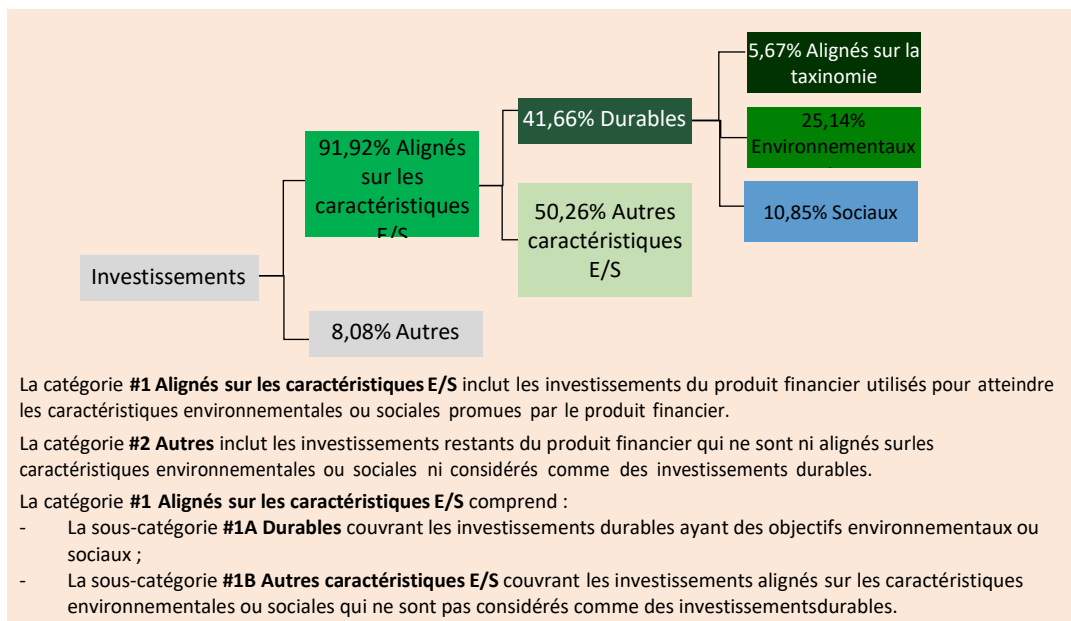 5,67% Alignés sur la
taxinomie
41,66% Durables
25,14%
Environnementaux
91,92% Alignés
sur les
caractéristiques
E/S
50,26% Autres
caractéristiques
E/S
10,85% Sociaux
Investissements
8,08% Autres
La catégorie #1 Alignés sur les caractéristiques E/S inclut les investissements du produit financier utilisés pour atteindre
les caractéristiques environnementales ou sociales promues par le produit financier.
La catégorie #2 Autres inclut les investissements restants du produit financier qui ne sont ni alignés surles
caractéristiques environnementales ou sociales ni considérés comme des investissements durables.
La catégorie #1 Alignés sur les caractéristiques E/S comprend :
- La sous-catégorie #1A Durables couvrant les investissements durables ayant des objectifs environnementaux ou
sociaux ;
- La sous-catégorie #1B Autres caractéristiques E/S couvrant les investissements alignés sur les caractéristiques
environnementales ou sociales qui ne sont pas considérés comme des investissementsdurables.